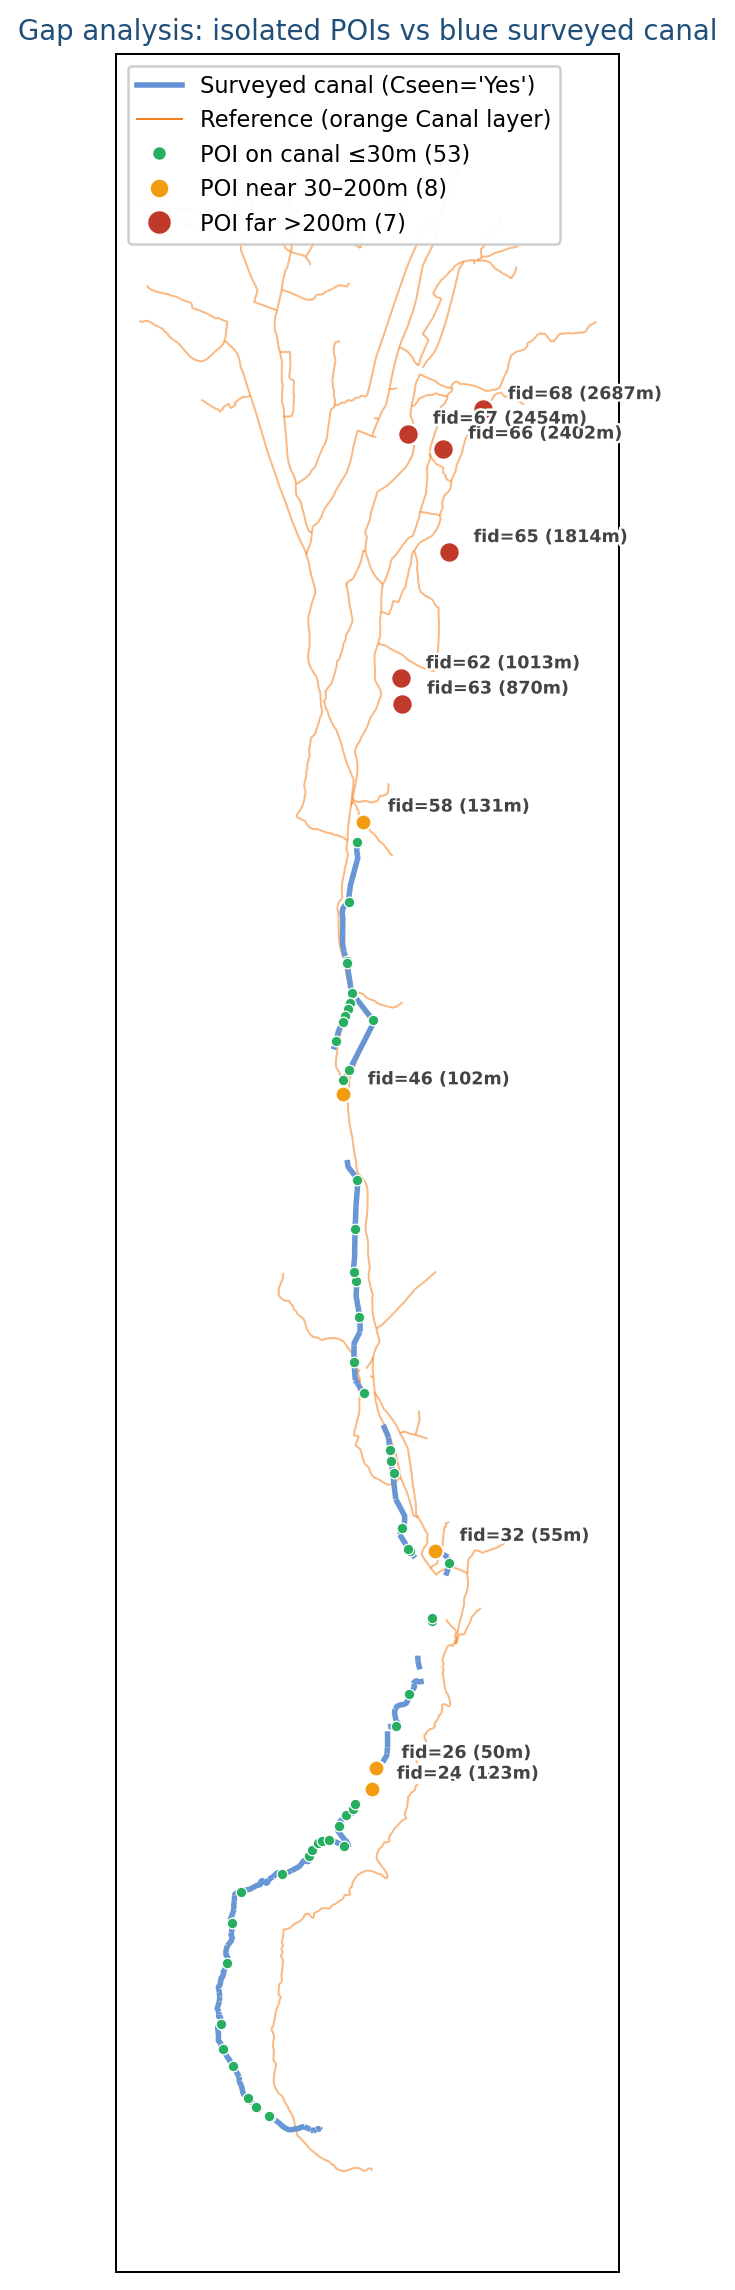 Gap analysis: isolated POIs vs blue surveyed canal
Surveyed canal (Cseen='Yes')
Reference (orange Canal layer)
POI on canal ≤30m (53)
POI near 30–200m (8)
POI far >200m (7)
fid=68 (2687m)
fid=67 (2454m)
fid=66 (2402m)
fid=65 (1814m)
fid=62 (1013m)
fid=63 (870m)
fid=58 (131m)
fid=46 (102m)
fid=32 (55m)
fid=26 (50m)
fid=24 (123m)